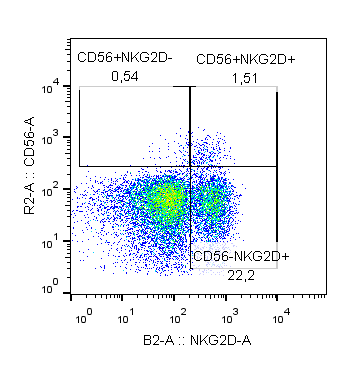 CD56+NKG2D-
0,54
CD56+NKG2D+
1,51
10^4
10^3
10^2
10^1
10^0
R2-A :: CD56-A
CD56-NKG2D+
22,2
10^0 10^1 10^2 10^3 10^4
B2-A :: NKG2D-A